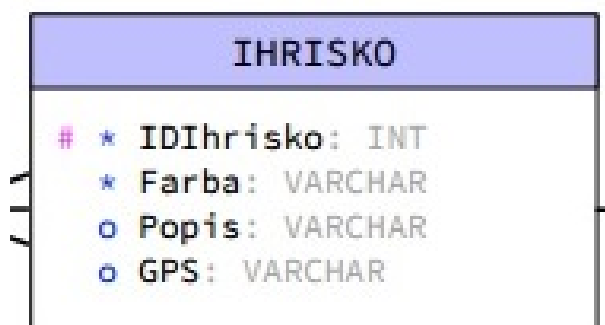 IHRISKO
# * IDIhrisko: INT
* Farba: VARCHAR
o Popis: VARCHAR
o GPS: VARCHAR